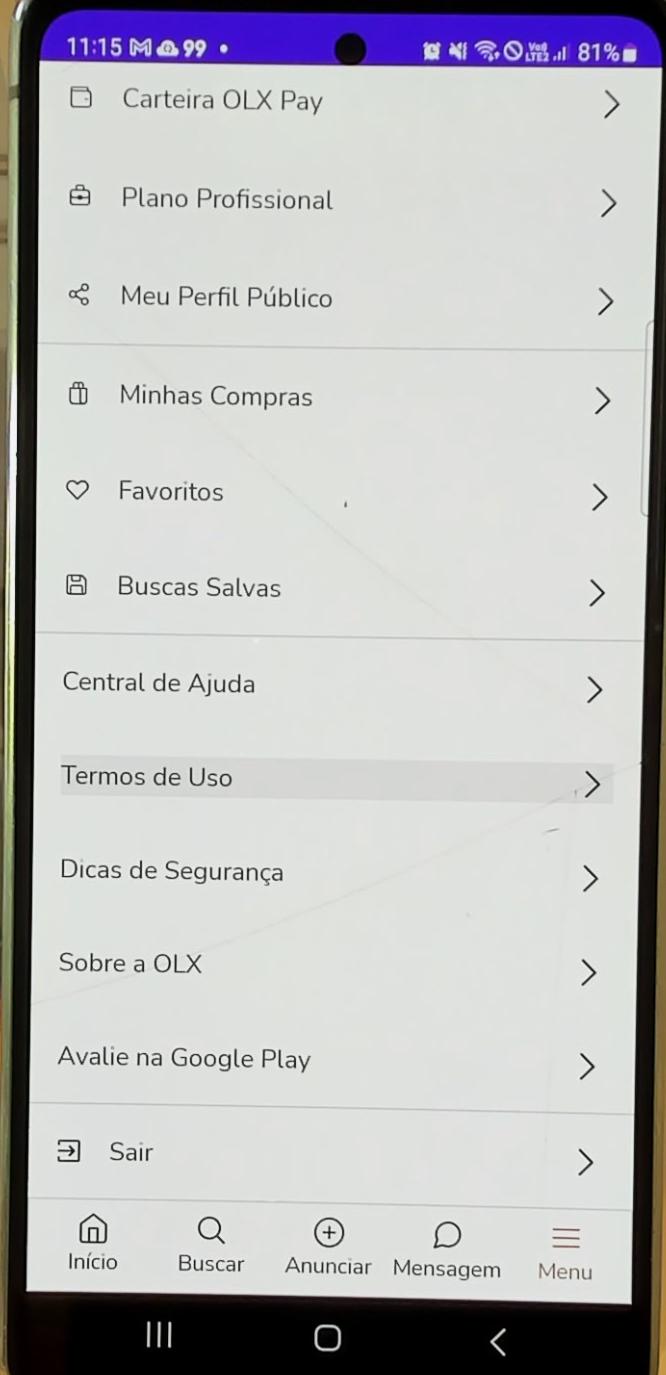 11:15 99 81%
Carteira OLX Pay
Plano Profissional
Meu Perfil Público
Minhas Compras
Favoritos
Buscas Salvas
Central de Ajuda
Termos de Uso
Dicas de Segurança
Sobre a OLX
Avalie na Google Play
Sair
Início Buscar Anunciar Mensagem Menu